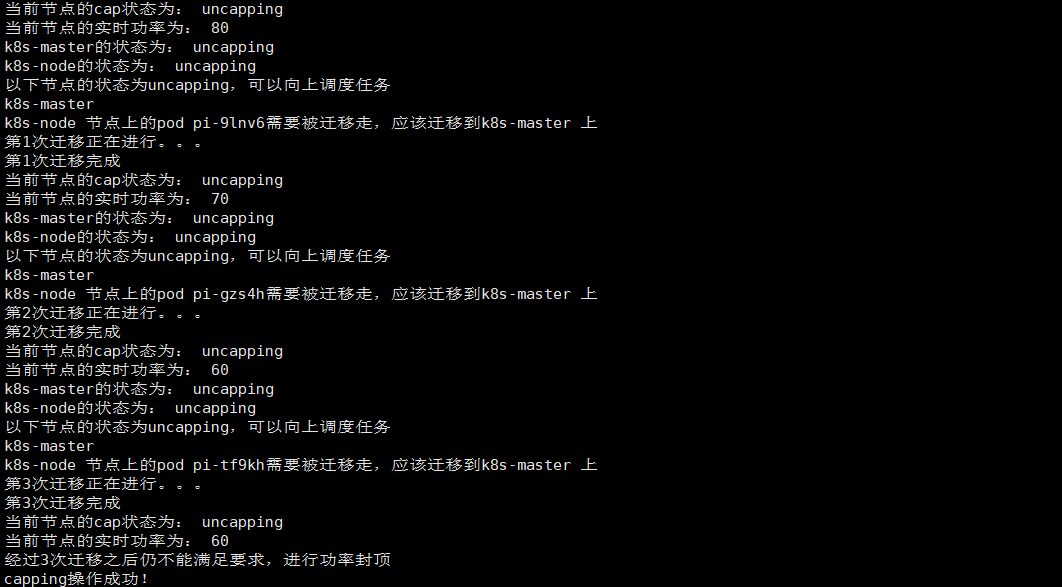 当前节点的cap状态为： uncapping
当前节点的实时功率为： 80
k8s-master的状态为： uncapping
k8s-node的状态为： uncapping
以下节点的状态为uncapping，可以向上调度任务
k8s-master
k8s-node 节点上的pod pi-9lnv6需要被迁移走，应该迁移到k8s-master 上
第1次迁移正在进行。。。
第1次迁移完成
当前节点的cap状态为： uncapping
当前节点的实时功率为： 70
k8s-master的状态为： uncapping
k8s-node的状态为： uncapping
以下节点的状态为uncapping，可以向上调度任务
k8s-master
k8s-node 节点上的pod pi-gzs4h需要被迁移走，应该迁移到k8s-master 上
第2次迁移正在进行。。。
第2次迁移完成
当前节点的cap状态为： uncapping
当前节点的实时功率为： 60
k8s-master的状态为： uncapping
k8s-node的状态为： uncapping
以下节点的状态为uncapping，可以向上调度任务
k8s-master
k8s-node 节点上的pod pi-tf9kh需要被迁移走，应该迁移到k8s-master 上
第3次迁移正在进行。。。
第3次迁移完成
当前节点的cap状态为： uncapping
当前节点的实时功率为： 60
经过3次迁移之后仍不能满足要求，进行功率封顶
capping操作成功！